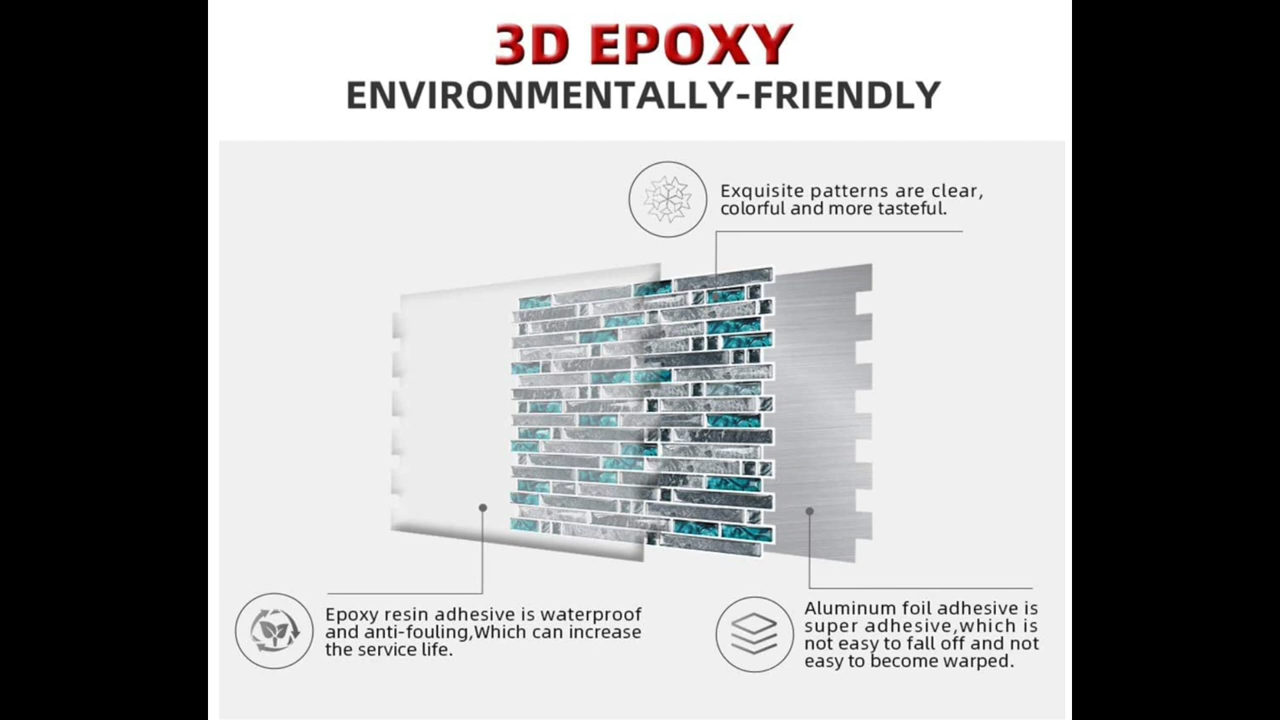 3D EPOXY
ENVIRONMENTALLY-FRIENDLY
Exquisite patterns are clear,
colorful and more tasteful.
Epoxy resin adhesive is waterproof
and anti-fouling,Which can increase
the service life.
Aluminum foil adhesive is
super adhesive,which is
not easy to fall off and not
easy to become warped.